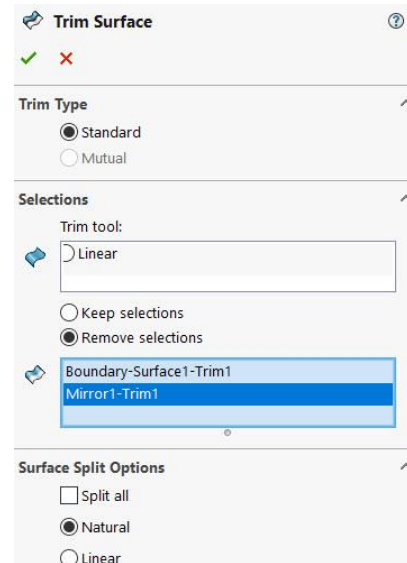 Trim Surface
Trim Type
Standard
Mutual
Selections
Trim tool:
Linear
Keep selections
Remove selections
Boundary-Surface1-Trim1
Mirror1-Trim1
Surface Split Options
Split all
Natural
Linear